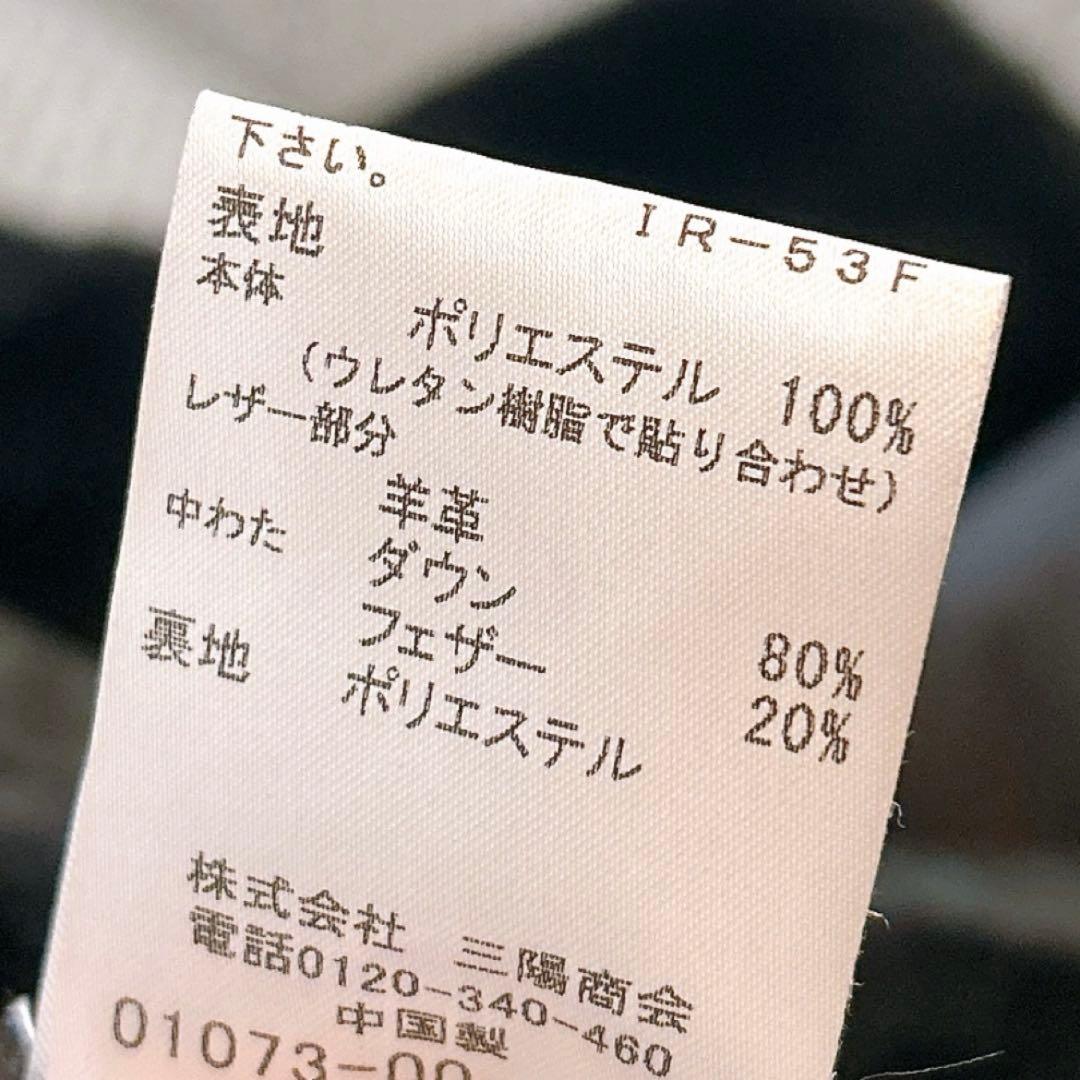 下さい。
IR-53F
表地
本体 ポリエステル 100%
(ウレタン樹脂で貼り合わせ)
レザー部分 羊革
中わた ダウン 80%
フェザー 20%
裏地 ポリエステル
株式会社 三陽商会
電話0120-340-460
中国製
01073-00